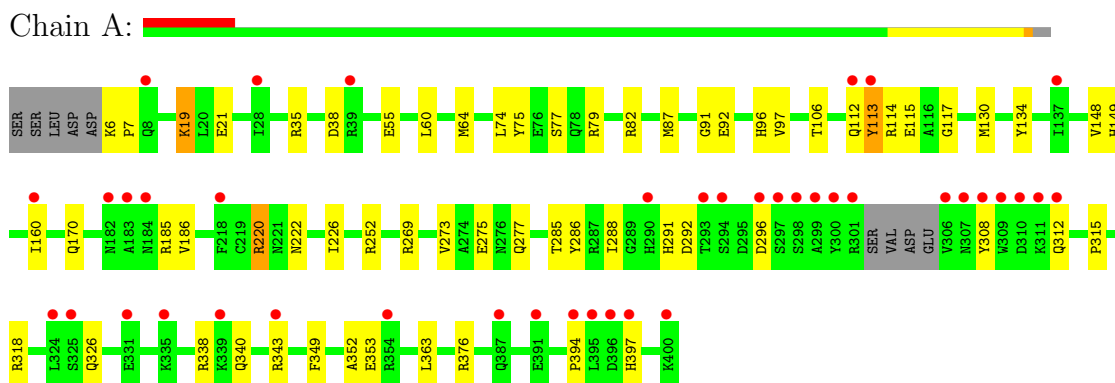 Chain A:
SER SER LEU ASP ASP K6 P7 Q8 K19 L20 E21 I28 R35 D38 R39 E55 L60 M64 L74 Y75 E76 S77 Q78 R79 R82 M87 G91 E92 H96 V97 T106 Q112 Y113 R114 E115 A116 G117 M130 Y134 I137 V148 H149
I160 Q170 N182 A183 N184 R185 V186 F218 C219 R220 N221 N222 I226 R252 R269 V273 A274 E275 N276 Q277 T285 Y286 R287 I288 G289 H290 H291 D292 T293 S294 D295 D296 S297 S298 A299 Y300 R301 SER VAL ASP GLU V306 N307 Y308 W309 D310 K311 Q312 P315
R318 L324 S325 Q326 E331 K335 R338 K339 Q340 R343 F349 A352 E353 R354 L363 R376 Q387 E391 P394 L395 D396 H397 K400